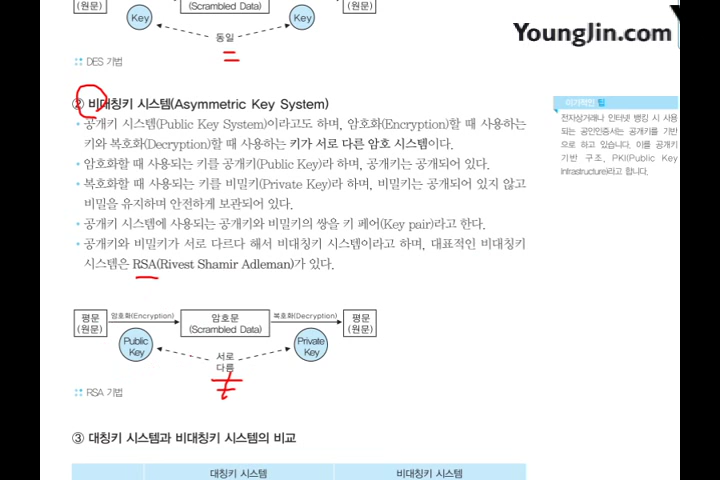 (원문)
(Scrambled Data)
(원문)
Key
Key
동일
=
YoungJin.com
DES 기법
② 비대칭키 시스템(Asymmetric Key System)
• 공개키 시스템(Public Key System)이라고도 하며, 암호화(Encryption)할 때 사용하는
키와 복호화(Decryption)할 때 사용하는 키가 서로 다른 암호 시스템이다.
• 암호화할 때 사용되는 키를 공개키(Public Key)라 하며, 공개키는 공개되어 있다.
• 복호화할 때 사용되는 키를 비밀키(Private Key)라 하며, 비밀키는 공개되어 있지 않고
비밀을 유지하며 안전하게 보관되어 있다.
• 공개키 시스템에 사용되는 공개키와 비밀키의 쌍을 키 페어(Key pair)라고 한다.
• 공개키와 비밀키가 서로 다르다 해서 비대칭키 시스템이라고 하며, 대표적인 비대칭키
시스템은 RSA(Rivest Shamir Adleman)가 있다.
전자상거래나 인터넷 뱅킹 시 사용
되는 공인인증서는 공개키를 기반
으로 하고 있습니다. 이를 공개키
기반 구조, PKI(Public Key
Infrastructure)라고 합니다.
평문
(원문)
암호화(Encryption)
암호문
(Scrambled Data)
복호화(Decryption)
평문
(원문)
Public
Key
서로
다름
Private
Key
≠
RSA 기법
③ 대칭키 시스템과 비대칭키 시스템의 비교
대칭키 시스템
비대칭키 시스템